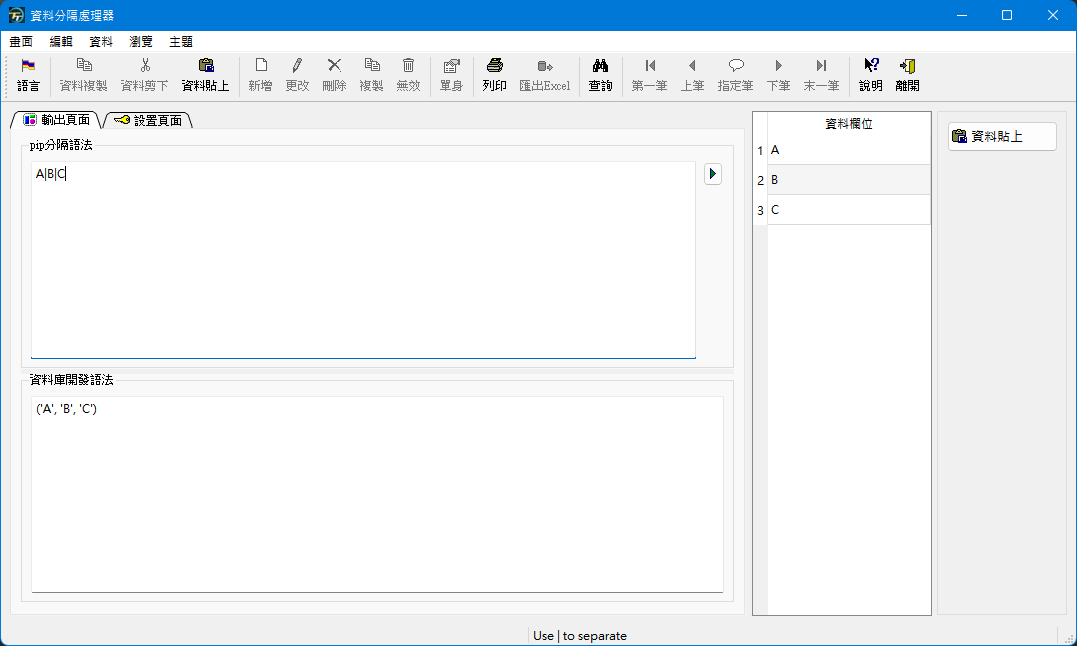 資料分隔處理器
畫面 編輯 資料 瀏覽 主題
語言 資料複製 資料剪下 資料貼上 新增 更改 刪除 複製 無效 單身 列印 匯出Excel 查詢 第一筆 上筆 指定筆 下筆 末一筆 說明 離開
輸出頁面 設置頁面
pip分隔語法
A|B|C
資料庫開發語法
('A', 'B', 'C')
資料欄位
1 A
2 B
3 C
資料貼上
Use | to separate